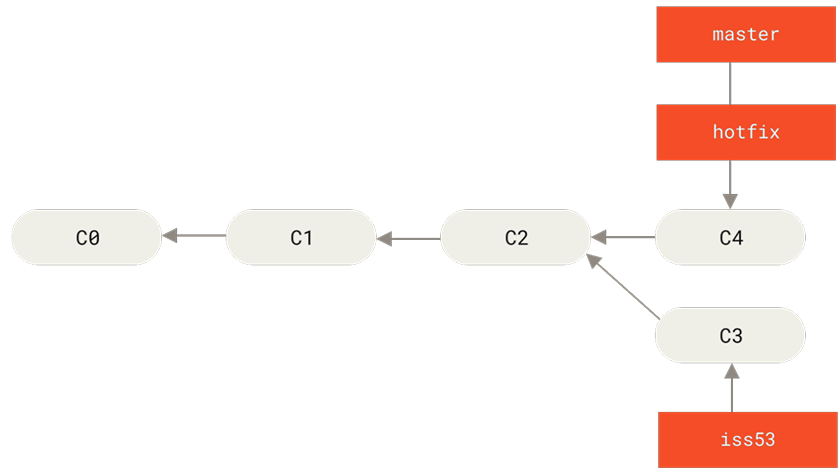 master
hotfix
C0
C1
C2
C4
C3
iss53